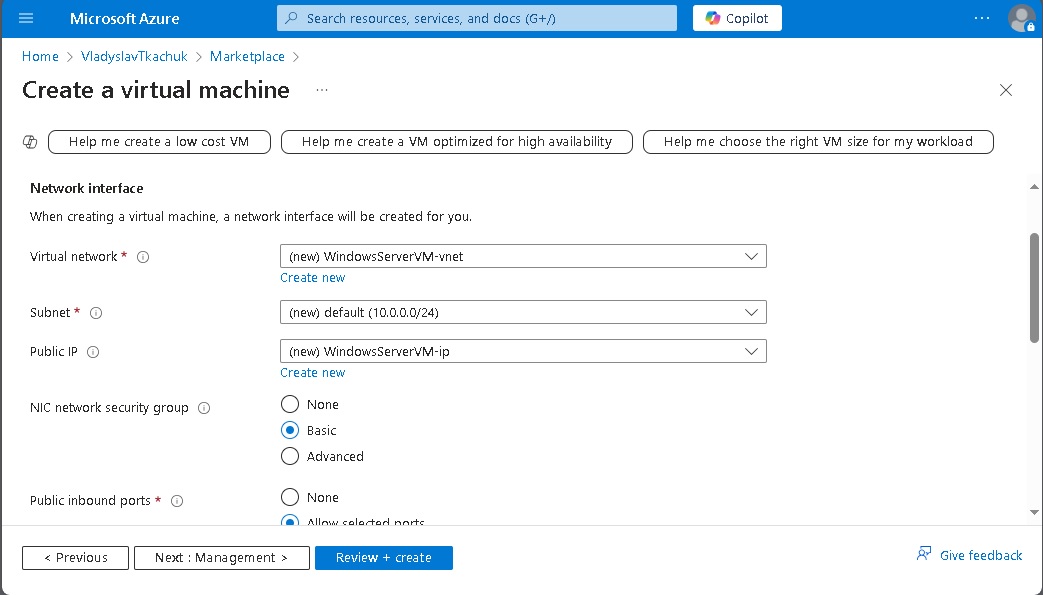 Microsoft Azure
Search resources, services, and docs (G+/)
Copilot
Home > VladyslavTkachuk > Marketplace >
Create a virtual machine ...
Help me create a low cost VM
Help me create a VM optimized for high availability
Help me choose the right VM size for my workload
Network interface
When creating a virtual machine, a network interface will be created for you.
Virtual network *
(new) WindowsServerVM-vnet
Create new
Subnet *
(new) default (10.0.0.0/24)
Public IP
(new) WindowsServerVM-ip
Create new
NIC network security group
None
Basic
Advanced
Public inbound ports *
None
Allow selected ports
< Previous
Next : Management >
Review + create
Give feedback